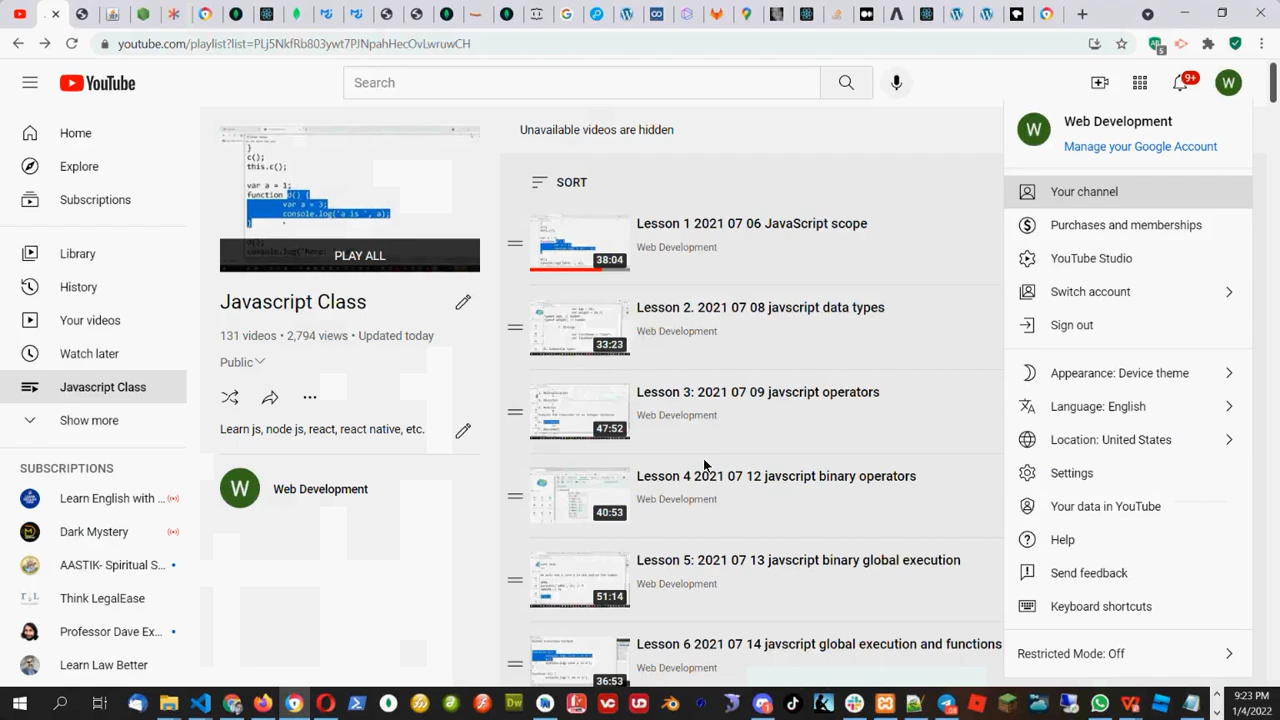 youtube.com/playlist?list=PLj5NkfRb803ywt7PJNpahHecOvLwruwCH
YouTube
Search
9+
W
Home
Explore
Subscriptions
Library
History
Your videos
Watch later
Javascript Class
Show more
SUBSCRIPTIONS
Learn English with ...
Dark Mystery
AASTIK- Spiritual S...
Think LegalEase
Professor Dave Ex...
Learn Law Better
}
c();
this.c();
var a = 1;
function d() {
var a = 3;
console.log('a is ', a);
}
d();
PLAY ALL
Javascript Class
131 videos • 2,794 views • Updated today
Public
Learn js, node js, react, react native, etc.
W
Web Development
Unavailable videos are hidden
SORT
Lesson 1 2021 07 06 JavaScript scope
Web Development
38:04
Lesson 2. 2021 07 08 javscript data types
Web Development
33:23
Lesson 3: 2021 07 09 javscript operators
Web Development
47:52
Lesson 4 2021 07 12 javscript binary operators
Web Development
40:53
Lesson 5: 2021 07 13 javscript binary global execution
Web Development
51:14
Lesson 6 2021 07 14 javscript global execution and functions
Web Development
36:53
W
Web Development
Manage your Google Account
Your channel
Purchases and memberships
YouTube Studio
Switch account
Sign out
Appearance: Device theme
Language: English
Location: United States
Settings
Your data in YouTube
Help
Send feedback
Keyboard shortcuts
Restricted Mode: Off
9:23 PM
1/4/2022